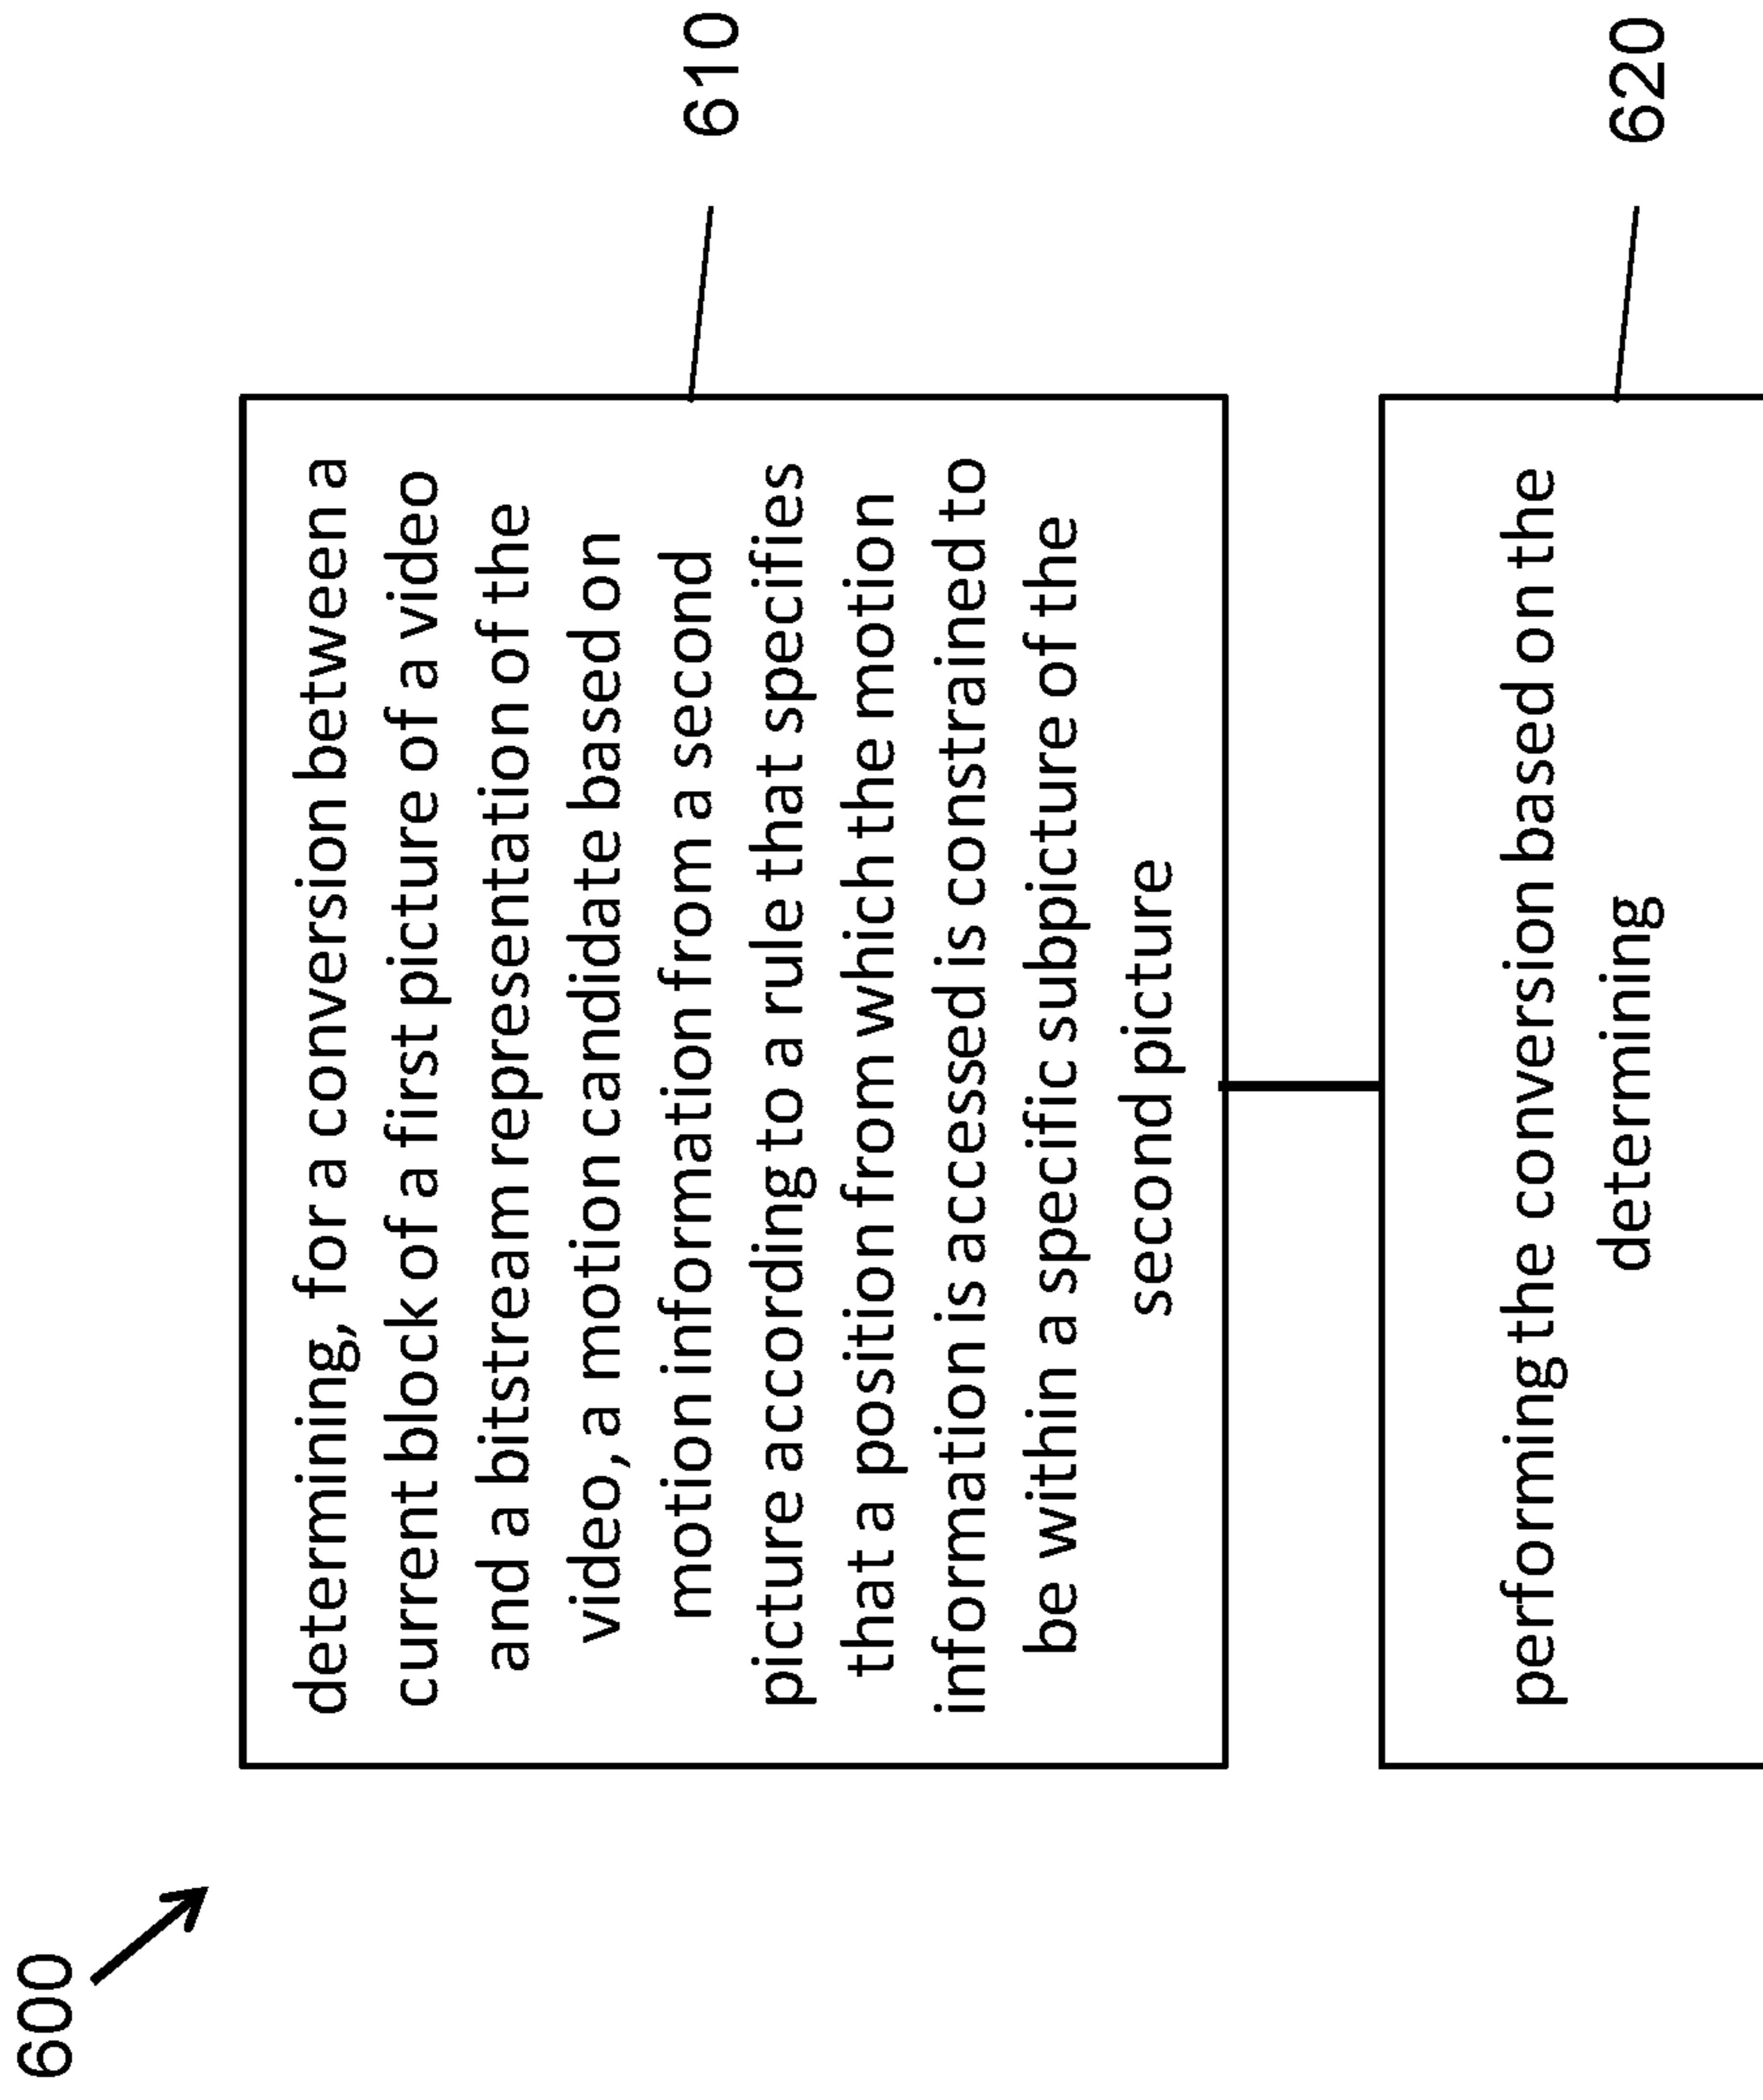 600
determining, for a conversion between a
current block of a first picture of a video
and a bitstream representation of the
video, a motion candidate based on
motion information from a second
picture according to a rule that specifies
that a position from which the motion
information is accessed is constrained to
be within a specific subpicture of the
second picture
610
performing the conversion based on the
determining
620